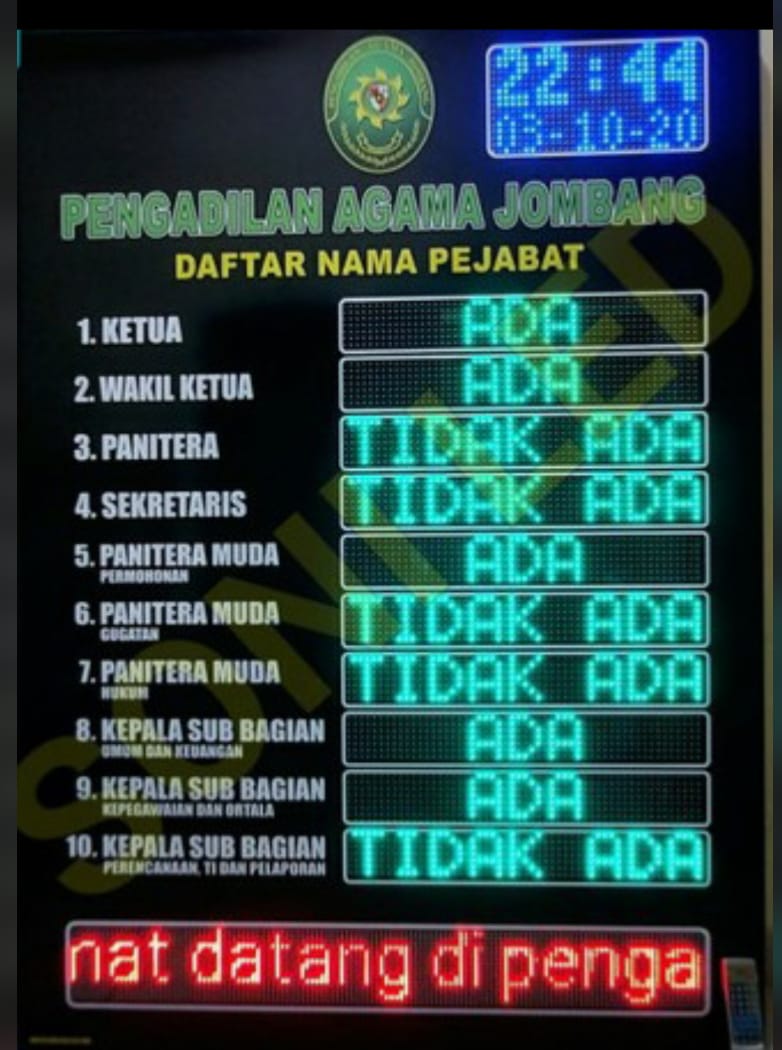 22:44
03-10-20
PENGADILAN AGAMA JOMBANG
DAFTAR NAMA PEJABAT
1. KETUA ADA
2. WAKIL KETUA ADA
3. PANITERA TIDAK ADA
4. SEKRETARIS TIDAK ADA
5. PANITERA MUDA ADA
PERMOHONAN
6. PANITERA MUDA TIDAK ADA
GUGATAN
7. PANITERA MUDA TIDAK ADA
HUKUM
8. KEPALA SUB BAGIAN ADA
UMUM DAN KEUANGAN
9. KEPALA SUB BAGIAN ADA
KEPEGAWAIAN DAN ORTALA
10. KEPALA SUB BAGIAN TIDAK ADA
PERENCANAAN, TI DAN PELAPORAN
nat datang di penga
SONI LED